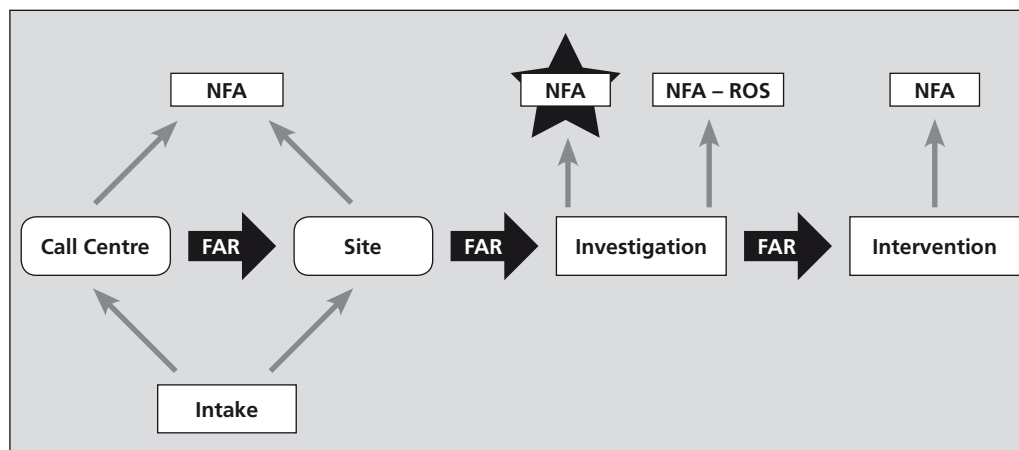 NFA
NFA
NFA – ROS
NFA
Call Centre
FAR
Site
FAR
Investigation
FAR
Intervention
Intake